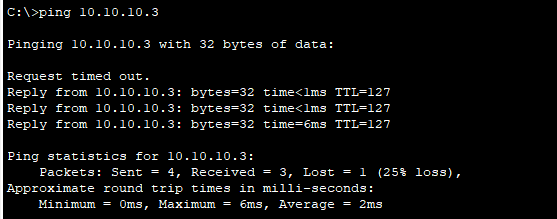 C:\>ping 10.10.10.3
Pinging 10.10.10.3 with 32 bytes of data:
Request timed out.
Reply from 10.10.10.3: bytes=32 time<1ms TTL=127
Reply from 10.10.10.3: bytes=32 time<1ms TTL=127
Reply from 10.10.10.3: bytes=32 time=6ms TTL=127
Ping statistics for 10.10.10.3:
Packets: Sent = 4, Received = 3, Lost = 1 (25% loss),
Approximate round trip times in milli-seconds:
Minimum = 0ms, Maximum = 6ms, Average = 2ms